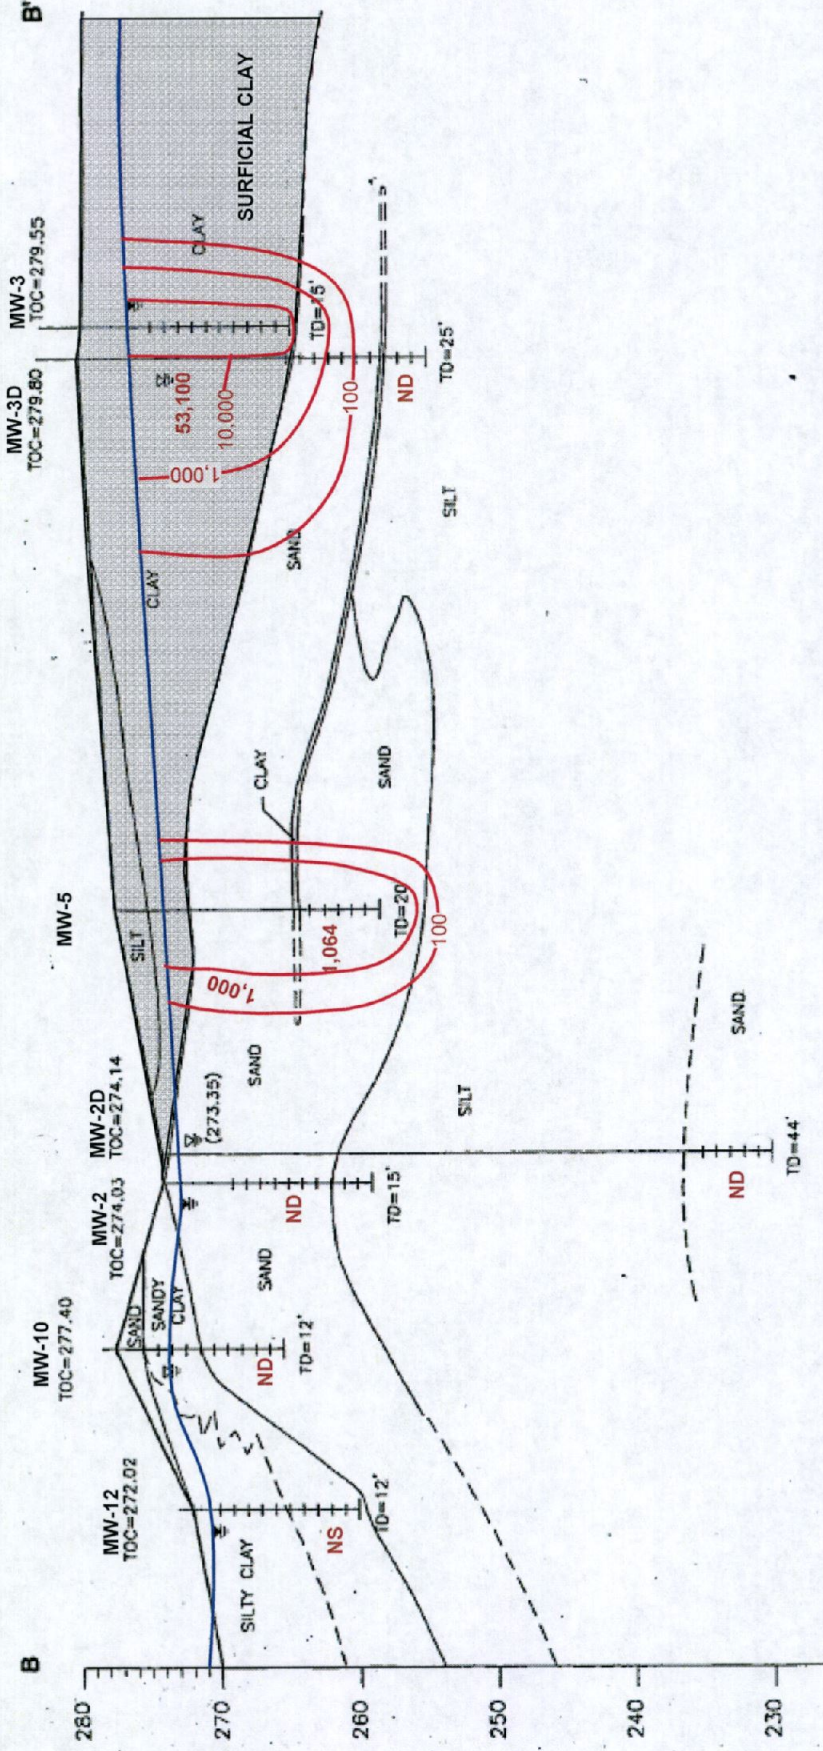 B
B'
MW-12
TOC=272.02
MW-10
TOC=277.40
MW-2
TOC=274.03
MW-2D
TOC=274.14
(273.35)
MW-5
MW-3D
TOC=279.80
MW-3
TOC=279.55
280
270
260
250
240
230
SILTY CLAY
NS
TD=12'
SAND
SANDY
CLAY
ND
TD=12'
SAND
ND
TD=15'
ND
TD=44'
SAND
SILT
SAND
SILT
1,000
1,064
TD=20'
100
CLAY
SAND
CLAY
SAND
SILT
1,000
10,000
53,100
100
ND
TD=25'
TD=15'
CLAY
SURFICIAL CLAY